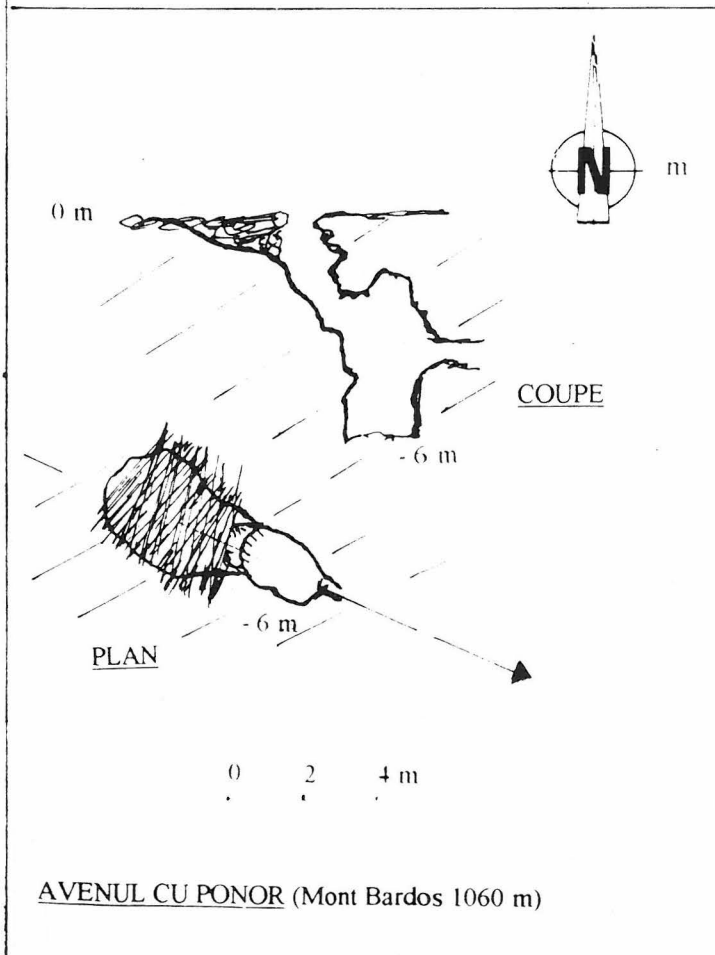 N m
0 m
COUPE
- 6 m
- 6 m
PLAN
0 2 4 m
AVENUL CU PONOR (Mont Bardos 1060 m)